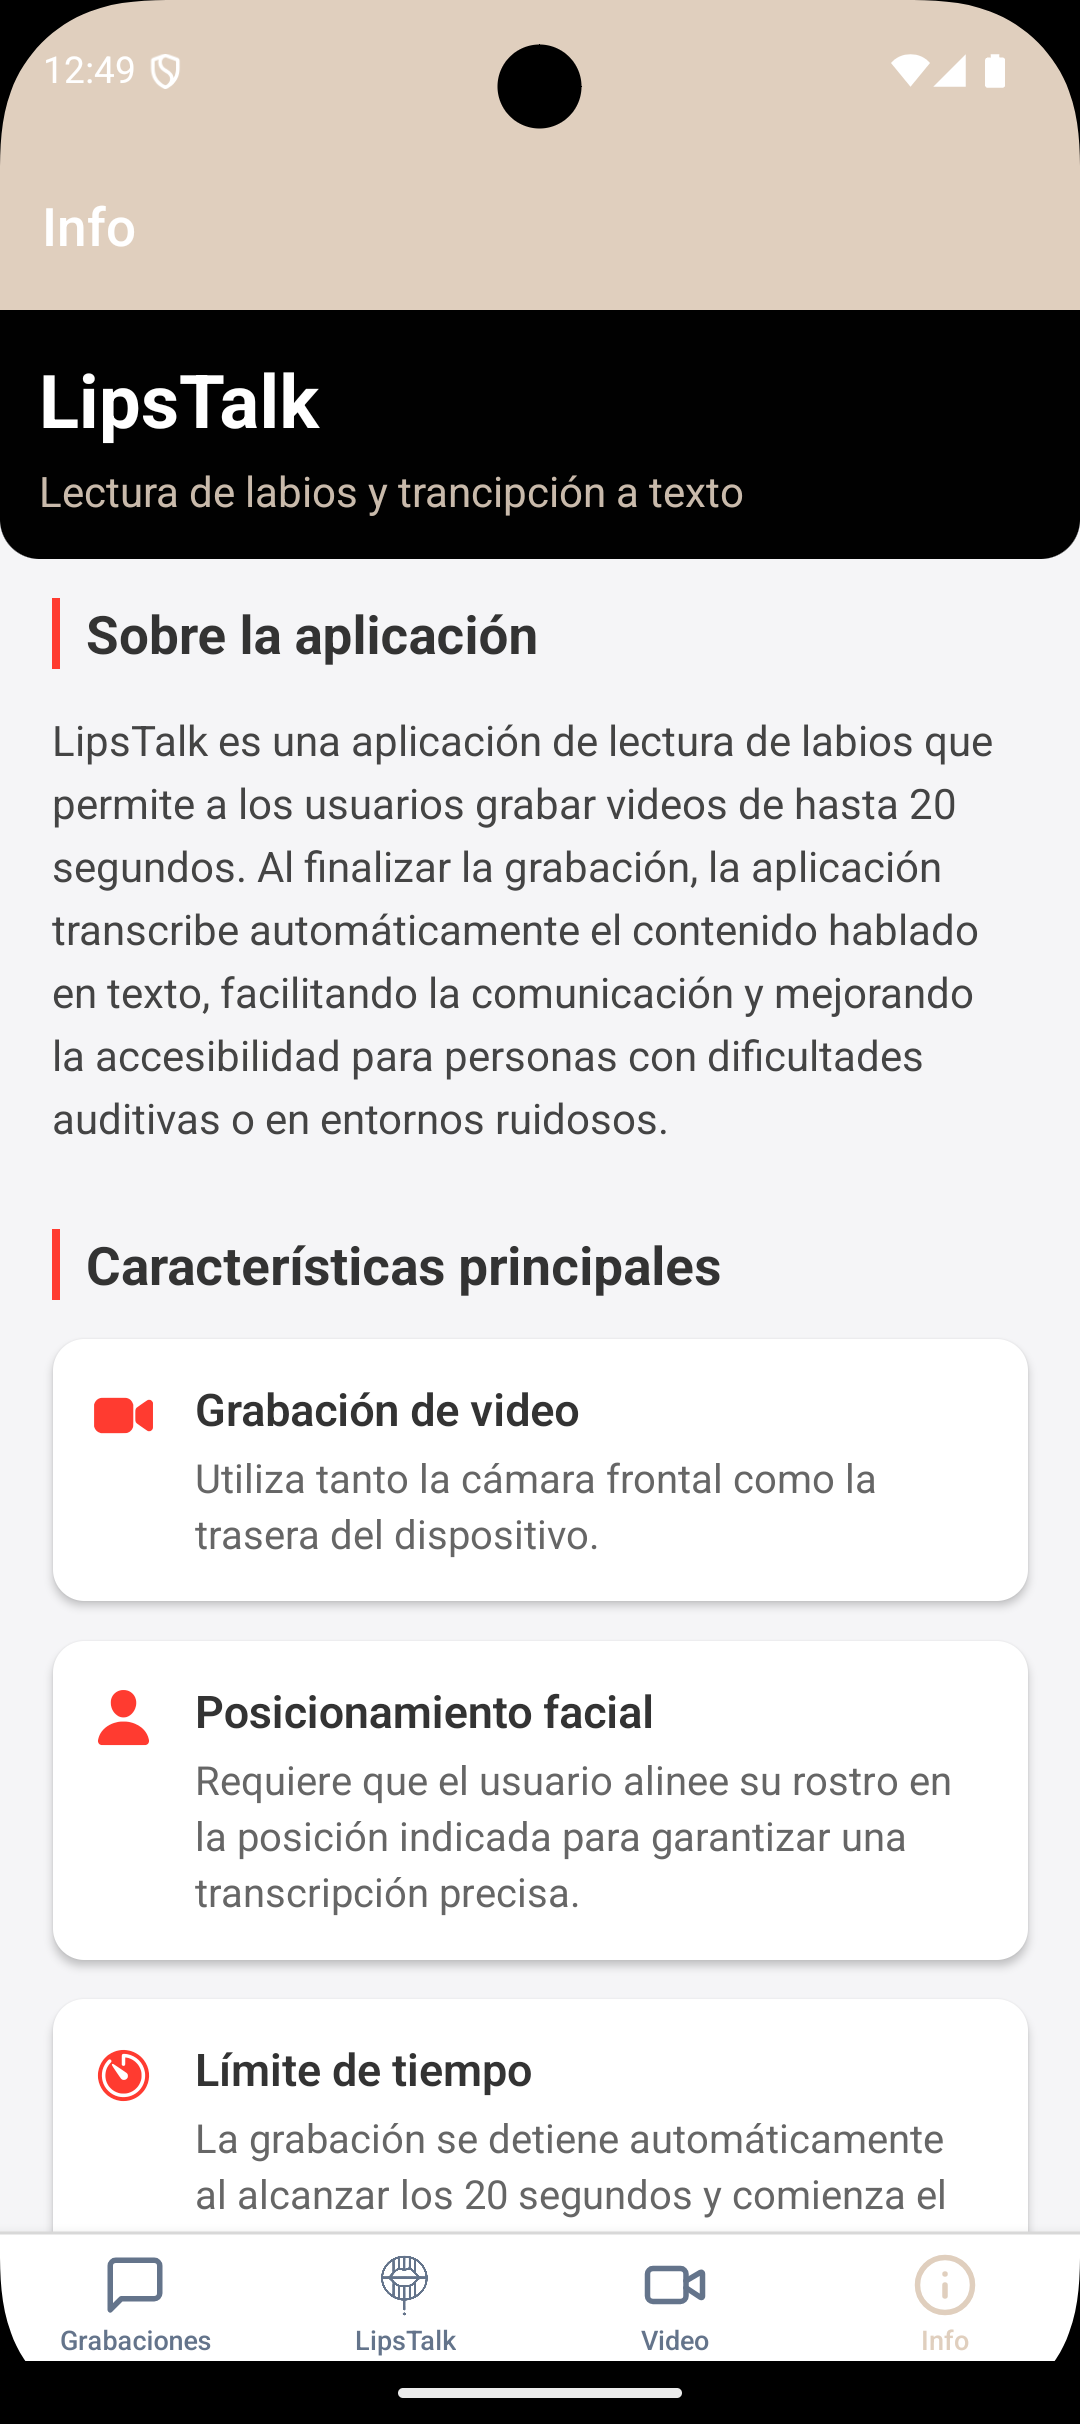 12:49
Info
LipsTalk
Lectura de labios y trancipción a texto
Sobre la aplicación
LipsTalk es una aplicación de lectura de labios que
permite a los usuarios grabar videos de hasta 20
segundos. Al finalizar la grabación, la aplicación
transcribe automáticamente el contenido hablado
en texto, facilitando la comunicación y mejorando
la accesibilidad para personas con dificultades
auditivas o en entornos ruidosos.
Características principales
Grabación de video
Utiliza tanto la cámara frontal como la
trasera del dispositivo.
Posicionamiento facial
Requiere que el usuario alinee su rostro en
la posición indicada para garantizar una
transcripción precisa.
Límite de tiempo
La grabación se detiene automáticamente
al alcanzar los 20 segundos y comienza el
Grabaciones
LipsTalk
Video
Info